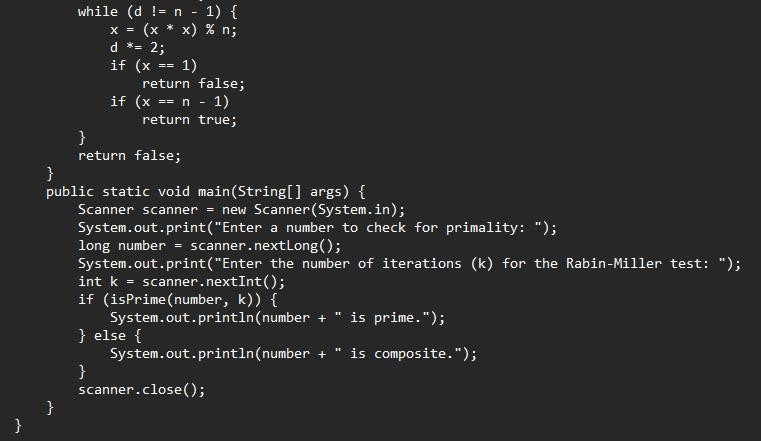 while (d != n - 1) {
x = (x * x) % n;
d *= 2;
if (x == 1)
return false;
if (x == n - 1)
return true;
}
return false;
}
public static void main(String[] args) {
Scanner scanner = new Scanner(System.in);
System.out.print("Enter a number to check for primality: ");
long number = scanner.nextLong();
System.out.print("Enter the number of iterations (k) for the Rabin-Miller test: ");
int k = scanner.nextInt();
if (isPrime(number, k)) {
System.out.println(number + " is prime.");
} else {
System.out.println(number + " is composite.");
}
scanner.close();
}
}